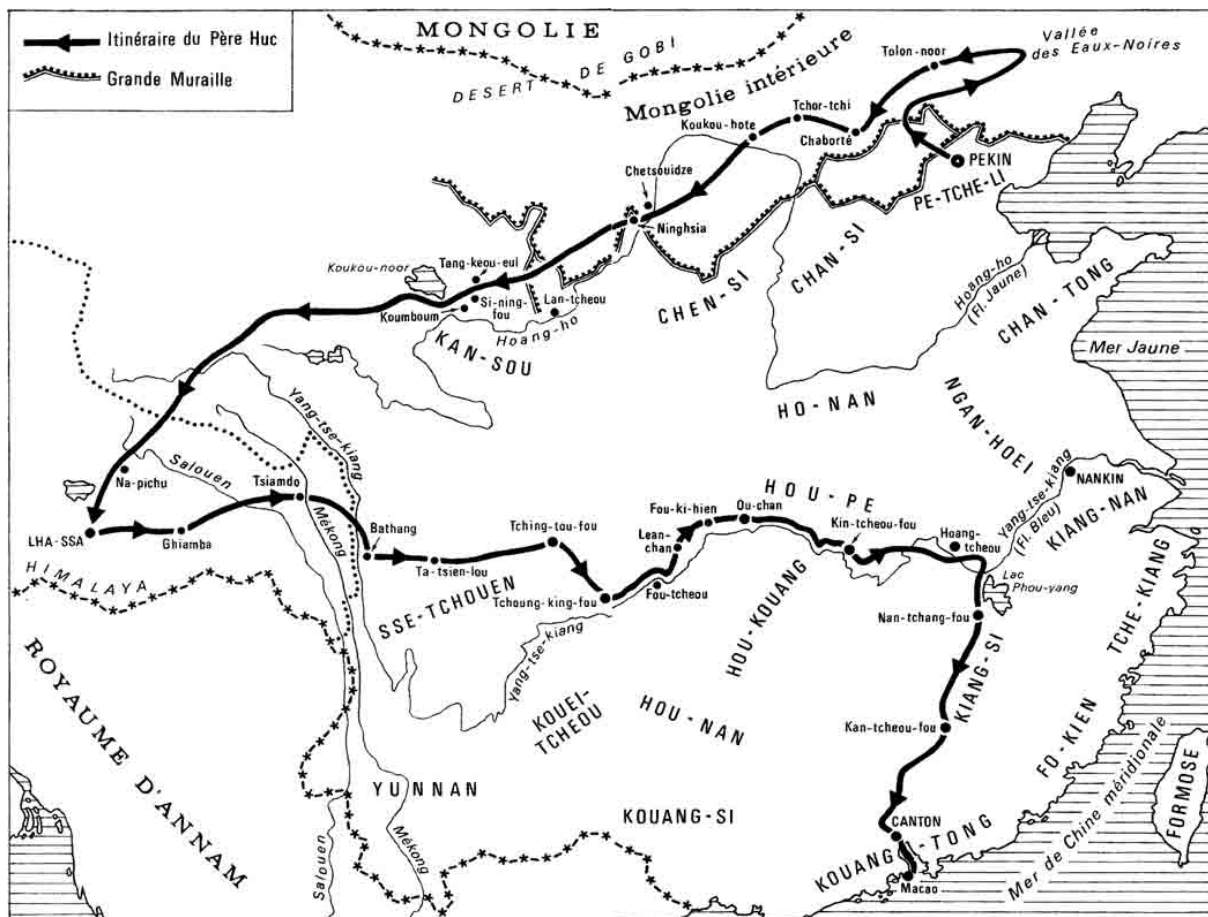 Itinéraire du Père Huc
Grande Muraille
MONGOLIE
DESERT DE GOBI
Mongolie intérieure
Vallée
des Eaux-Noires
Tolon-noor
Tchor-tchi
Koukou-hote
Chaborté
PEKIN
PE-TCHE-LI
Chetsouidze
Ninghsia
CHAN-SI
CHEN-SI
Hoang-ho
(Fl. Jaune)
CHAN-TONG
Koukou-noor
Tang-keou-eul
Si-ning-
fou
Lan-tcheou
Koumboum
Hoang-ho
KAN-SOU
Mer Jaune
HO-NAN
NGAN-HOEI
Yang-tse-kiang
Na-pichu
Salouen
Tsiamdo
LHA-SSA
Ghiamba
Mékong
Bathang
Ta-tsien-lou
Tching-tou-fou
Tchoung-king-fou
Lean-
chan
Fou-tcheou
Fou-ki-hien
Ou-chan
HOU-PE
Kin-tcheou-fou
Hoang-
tcheou
Yang-tse-kiang
(Fl. Bleu)
NANKIN
KIANG-NAN
Lac
Phou-yang
Nan-tchang-fou
TCHE-KIANG
HIMALAYA
SSE-TCHOUEN
Yang-tse-kiang
HOU-KOUANG
KIANG-SI
ROYAUME D'ANNAM
KOUEI-
TCHEOU
HOU-NAN
Kan-tcheou-fou
FO-KIEN
YUNNAN
KOUANG-SI
CANTON
KOUANG-TONG
Macao
Mer de Chine méridionale
FORMOSE
Salouen
Mékong